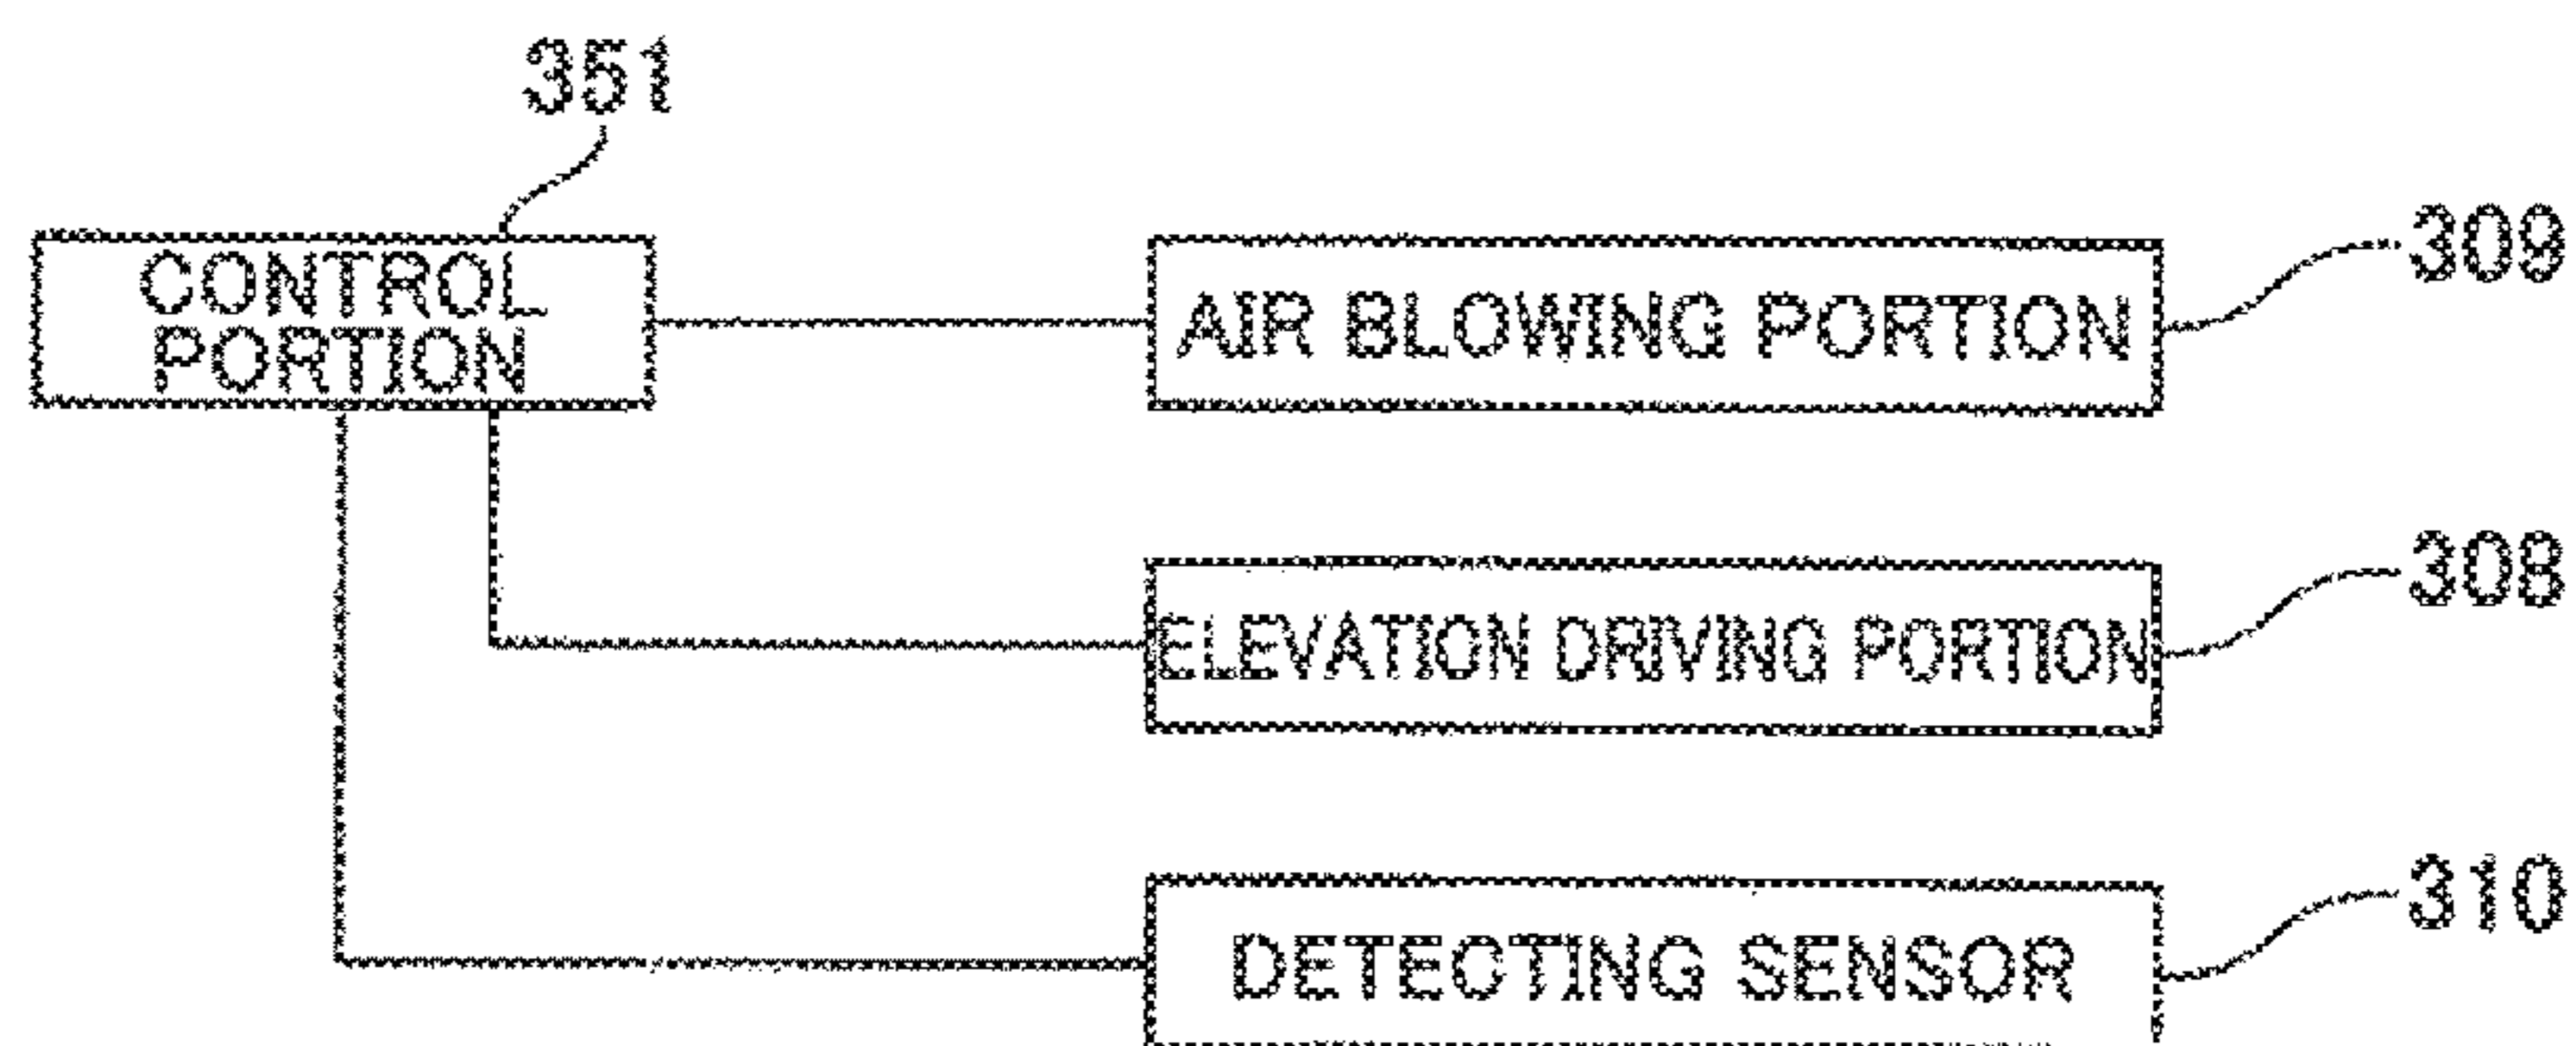 351
CONTROL
PORTION
AIR BLOWING PORTION
309
ELEVATION DRIVING PORTION
308
DETECTING SENSOR
310